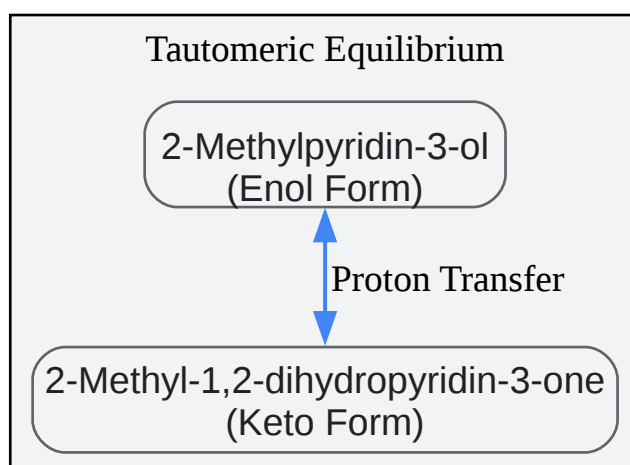 Tautomeric Equilibrium
2-Methylpyridin-3-ol
(Enol Form)
Proton Transfer
2-Methyl-1,2-dihydropyridin-3-one
(Keto Form)